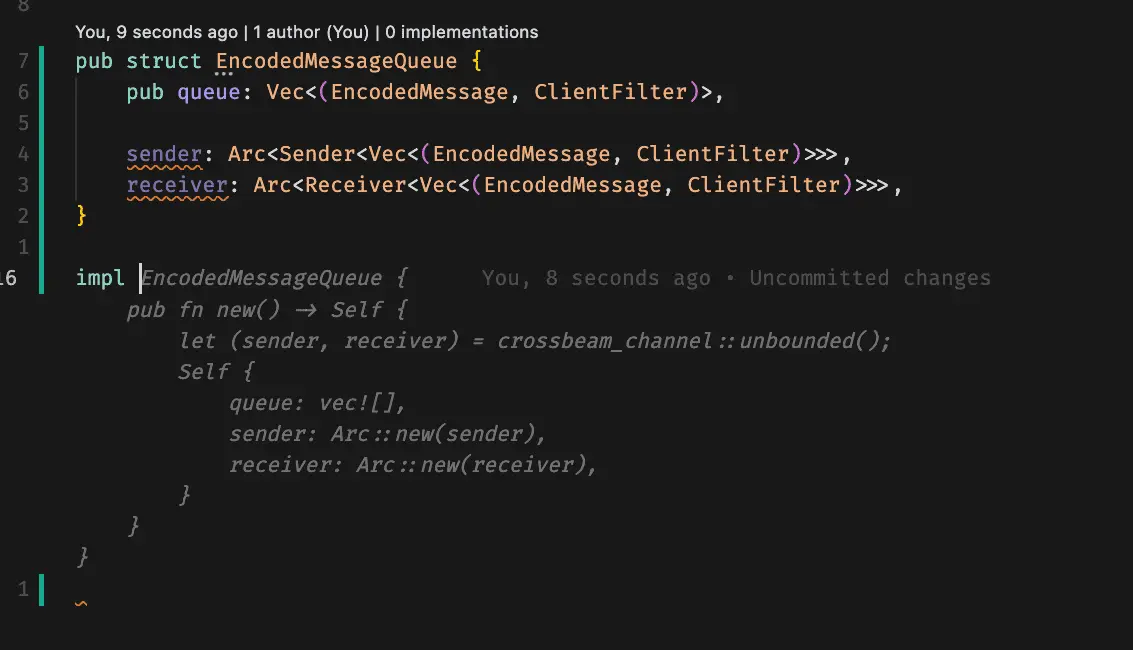 8
You, 9 seconds ago | 1 author (You) | 0 implementations
7 pub struct EncodedMessageQueue {
6     pub queue: Vec<(EncodedMessage, ClientFilter)>,
5
4     sender: Arc<Sender<Vec<(EncodedMessage, ClientFilter)>>>,
3     receiver: Arc<Receiver<Vec<(EncodedMessage, ClientFilter)>>>,
2 }
1
16 impl EncodedMessageQueue {     You, 8 seconds ago • Uncommitted changes
    pub fn new() -> Self {
        let (sender, receiver) = crossbeam_channel::unbounded();
        Self {
            queue: vec![],
            sender: Arc::new(sender),
            receiver: Arc::new(receiver),
        }
    }
}
1